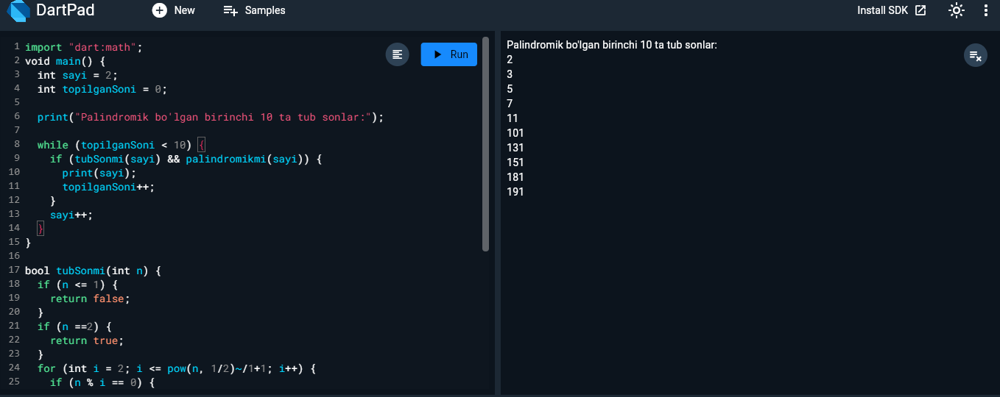 DartPad
New
Samples
Install SDK
1 import "dart:math";
2 void main() {
3   int sayi = 2;
4   int topilganSoni = 0;
5
6   print("Palindromik bo'lgan birinchi 10 ta tub sonlar:");
7
8   while (topilganSoni < 10) {
9     if (tubSonmi(sayi) && palindromikmi(sayi)) {
10       print(sayi);
11       topilganSoni++;
12     }
13     sayi++;
14   }
15 }
16
17 bool tubSonmi(int n) {
18   if (n <= 1) {
19     return false;
20   }
21   if (n ==2) {
22     return true;
23   }
24   for (int i = 2; i <= pow(n, 1/2)~/1+1; i++) {
25     if (n % i == 0) {
Run
Palindromik bo'lgan birinchi 10 ta tub sonlar:
2
3
5
7
11
101
131
151
181
191